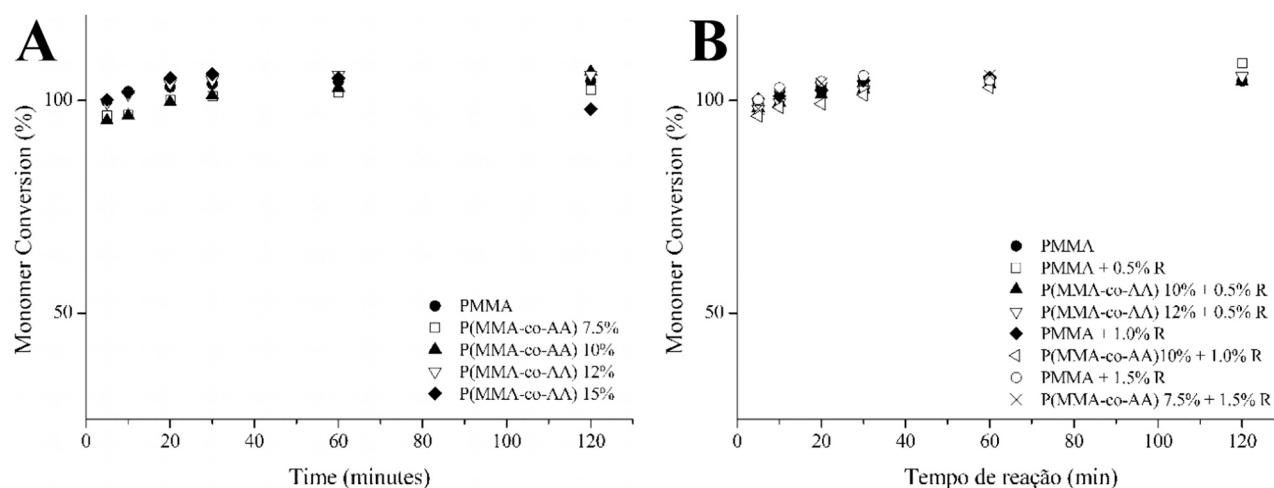 A
Monomer Conversion (%)
100
50
PMMA
P(MMA-co-AA) 7.5%
P(MMA-co-AA) 10%
P(MMA-co-AA) 12%
P(MMA-co-AA) 15%
0 20 40 60 80 100 120
Time (minutes)
B
Monomer Conversion (%)
100
50
PMMA
PMMA + 0.5% R
P(MMA-co-AA) 10% + 0.5% R
P(MMA-co-AA) 12% + 0.5% R
PMMA + 1.0% R
P(MMA-co-AA)10% + 1.0% R
PMMA + 1.5% R
P(MMA-co-AA) 7.5% + 1.5% R
0 20 40 60 80 100 120
Tempo de reação (min)